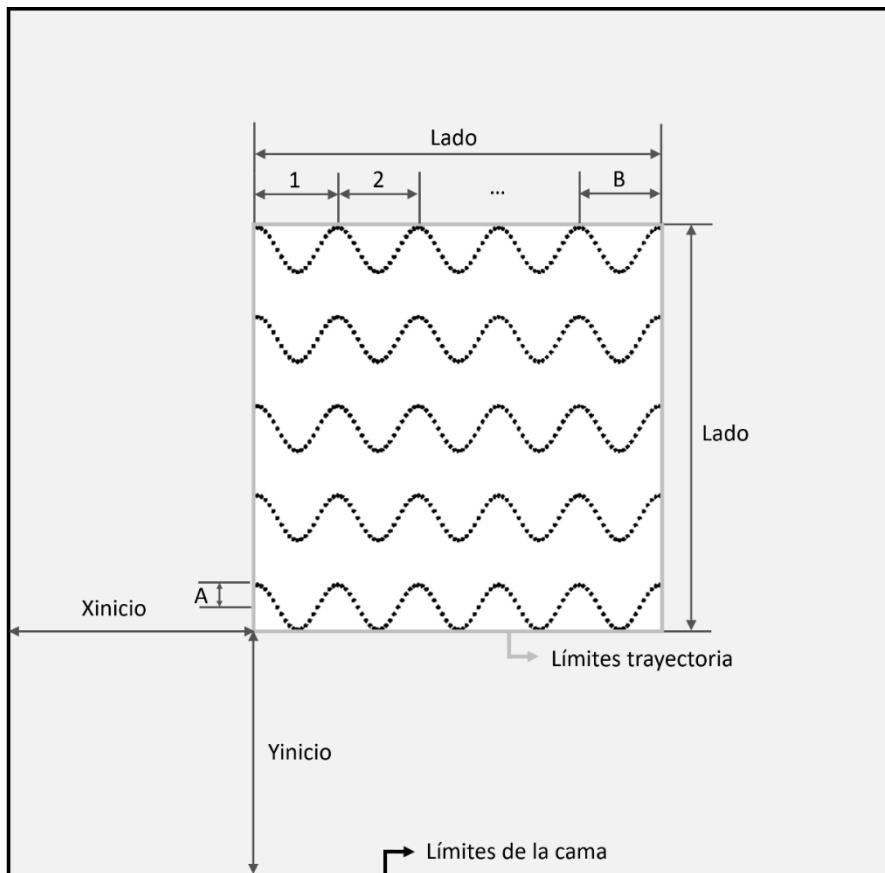 Lado
1 2 ... B
Lado
A
Xinicio
Límites trayectoria
Yinicio
Límites de la cama